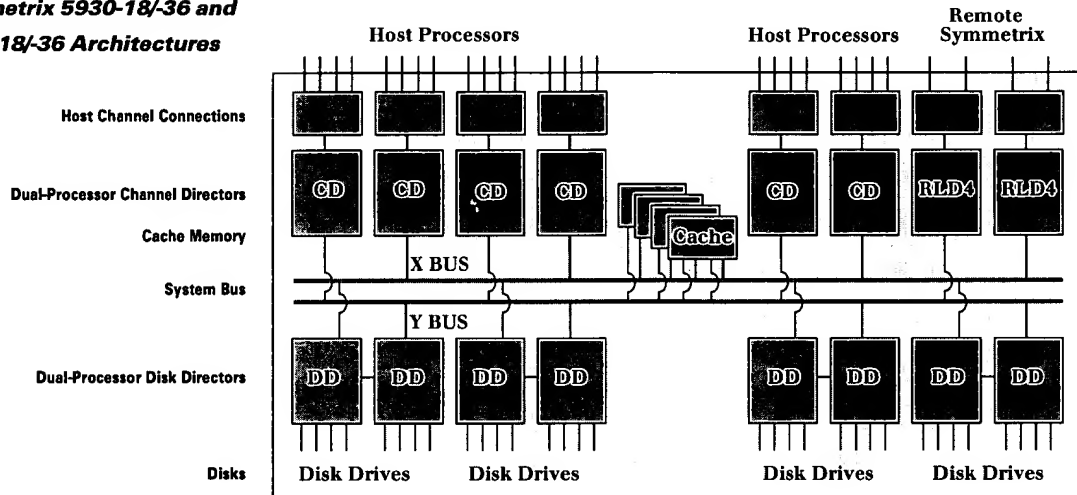 metrix 5930-18/-36 and
18/-36 Architectures
Host Processors
Host Processors
Remote
Symmetrix
Host Channel Connections
Dual-Processor Channel Directors
CD
CD
CD
CD
CD
CD
RLD4
RLD4
Cache Memory
Cache
X BUS
System Bus
Y BUS
Dual-Processor Disk Directors
DD
DD
DD
DD
DD
DD
DD
DD
Disks
Disk Drives
Disk Drives
Disk Drives
Disk Drives